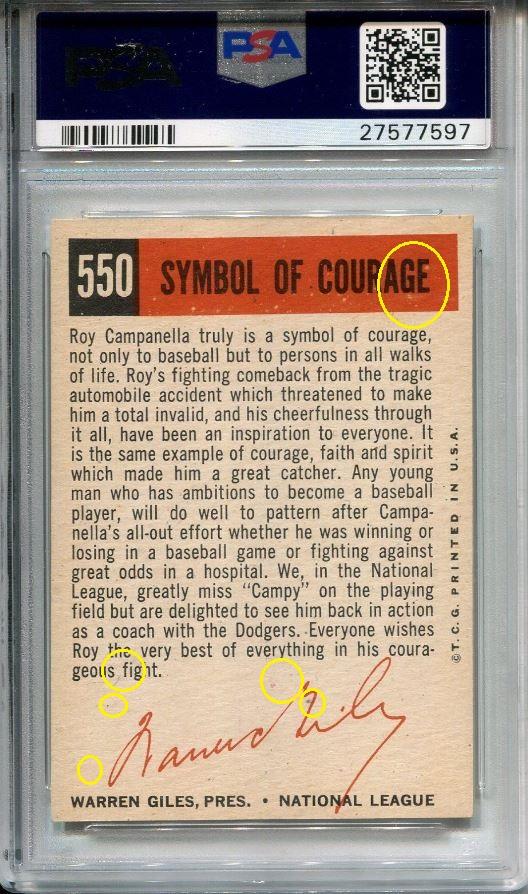 PSA
PSA
27577597
550 SYMBOL OF COURAGE
Roy Campanella truly is a symbol of courage,
not only to baseball but to persons in all walks
of life. Roy's fighting comeback from the tragic
automobile accident which threatened to make
him a total invalid, and his cheerfulness through
it all, have been an inspiration to everyone. It
is the same example of courage, faith and spirit
which made him a great catcher. Any young
man who has ambitions to become a baseball
player, will do well to pattern after Campa-
nella's all-out effort whether he was winning or
losing in a baseball game or fighting against
great odds in a hospital. We, in the National
League, greatly miss "Campy" on the playing
field but are delighted to see him back in action
as a coach with the Dodgers. Everyone wishes
Roy the very best of everything in his coura-
geous fight.
Warren Giles
WARREN GILES, PRES. • NATIONAL LEAGUE
©T.C.G. PRINTED IN U.S.A.